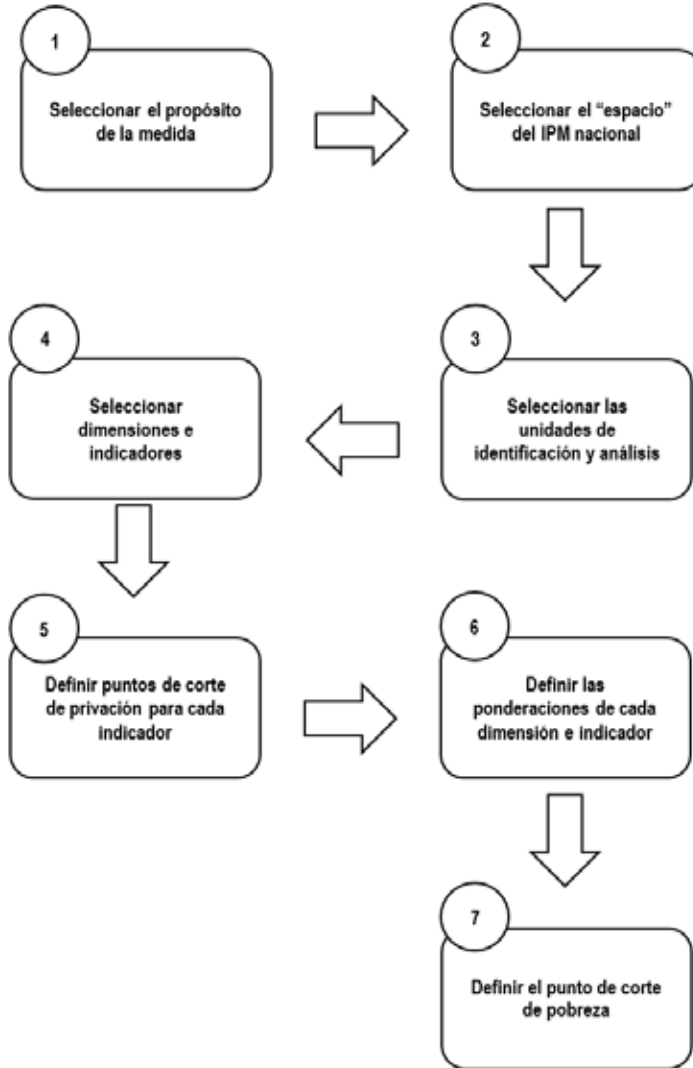 1
Seleccionar el propósito
de la medida
2
Seleccionar el “espacio”
del IPM nacional
3
Seleccionar las
unidades de
identificación y análisis
4
Seleccionar
dimensiones e
indicadores
5
Definir puntos de corte
de privación para cada
indicador
6
Definir las
ponderaciones de cada
dimensión e indicador
7
Definir el punto de corte
de pobreza